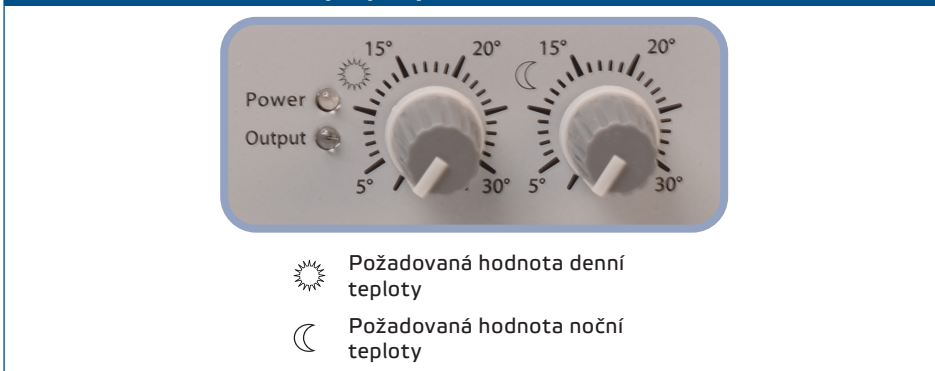 15° 20° 15° 20°
Power
Output
5° 30° 5° 30°
Požadovaná hodnota denní
teploty
Požadovaná hodnota noční
teploty